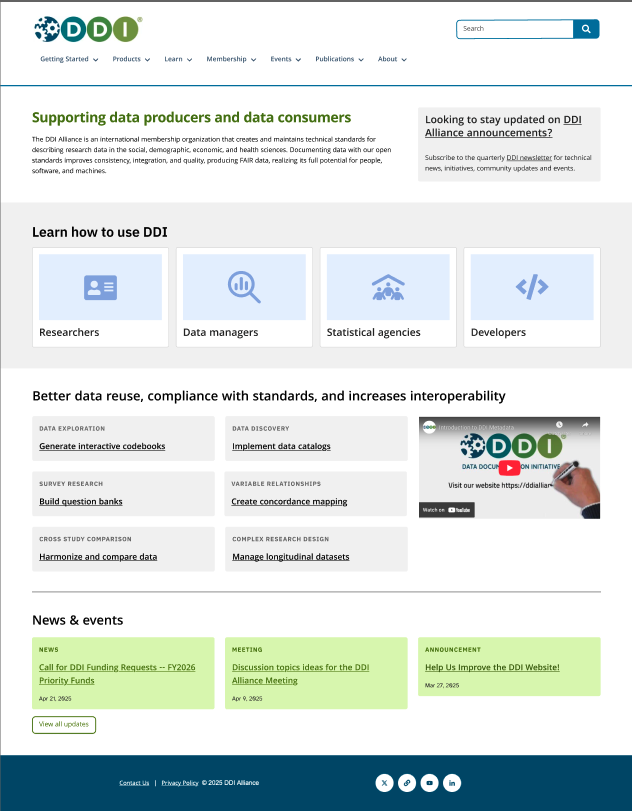 DDI®
Search
Getting Started
Products
Learn
Membership
Events
Publications
About
Supporting data producers and data consumers
The DDI Alliance is an international membership organization that creates and maintains technical standards for
describing research data in the social, demographic, economic, and health sciences. Documenting data with our open
standards improves consistency, integration, and quality, producing FAIR data, realizing its full potential for people,
software, and machines.
Looking to stay updated on DDI
Alliance announcements?
Subscribe to the quarterly DDI newsletter for technical
news, initiatives, community updates and events.
Learn how to use DDI
Researchers
Data managers
Statistical agencies
Developers
Better data reuse, compliance with standards, and increases interoperability
DATA EXPLORATION
Generate interactive codebooks
DATA DISCOVERY
Implement data catalogs
SURVEY RESEARCH
Build question banks
VARIABLE RELATIONSHIPS
Create concordance mapping
CROSS STUDY COMPARISON
Harmonize and compare data
COMPLEX RESEARCH DESIGN
Manage longitudinal datasets
Introduction to DDI Metadata
DDI®
DATA ON INITIATIVE
Visit our website https://ddiallian
Watch on YouTube
News & events
NEWS
Call for DDI Funding Requests -- FY2026
Priority Funds
Apr 21, 2025
MEETING
Discussion topics ideas for the DDI
Alliance Meeting
Apr 9, 2025
ANNOUNCEMENT
Help Us Improve the DDI Website!
Mar 27, 2025
View all updates
Contact Us | Privacy Policy © 2025 DDI Alliance